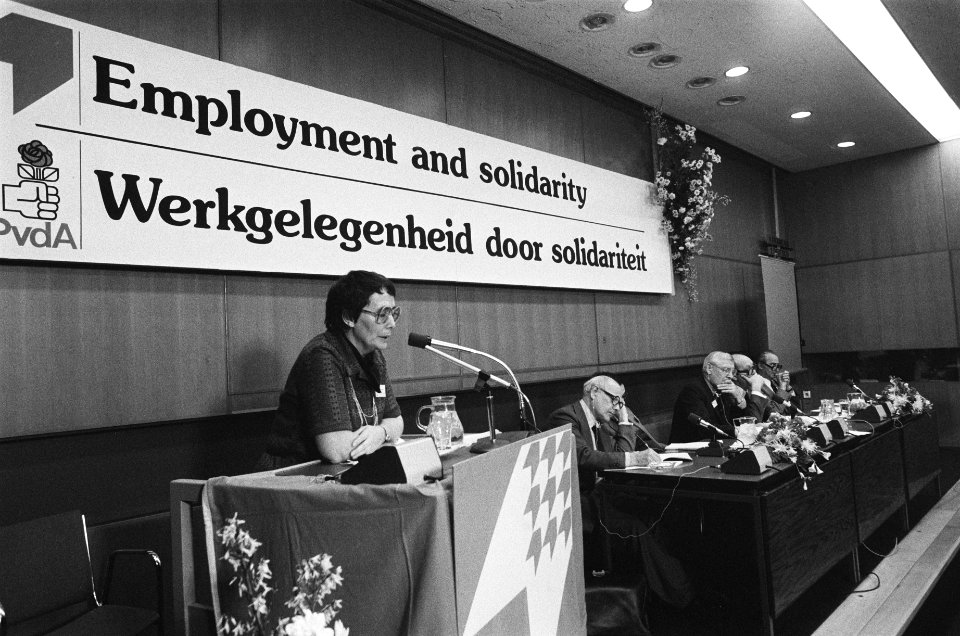 Employment and solidarity
Werkgelegenheid door solidariteit
PvdA